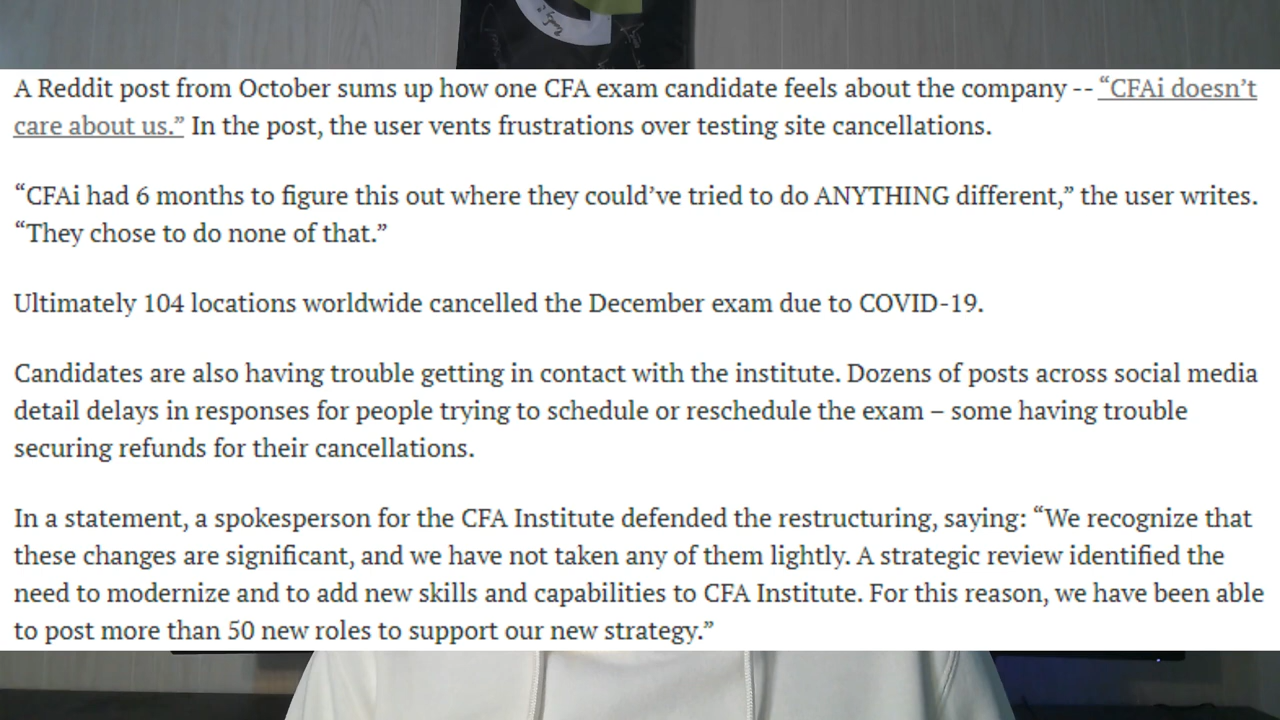 A Reddit post from October sums up how one CFA exam candidate feels about the company -- “CFAi doesn’t
care about us.” In the post, the user vents frustrations over testing site cancellations.
“CFAi had 6 months to figure this out where they could’ve tried to do ANYTHING different,” the user writes.
“They chose to do none of that.”
Ultimately 104 locations worldwide cancelled the December exam due to COVID-19.
Candidates are also having trouble getting in contact with the institute. Dozens of posts across social media
detail delays in responses for people trying to schedule or reschedule the exam – some having trouble
securing refunds for their cancellations.
In a statement, a spokesperson for the CFA Institute defended the restructuring, saying: “We recognize that
these changes are significant, and we have not taken any of them lightly. A strategic review identified the
need to modernize and to add new skills and capabilities to CFA Institute. For this reason, we have been able
to post more than 50 new roles to support our new strategy.”